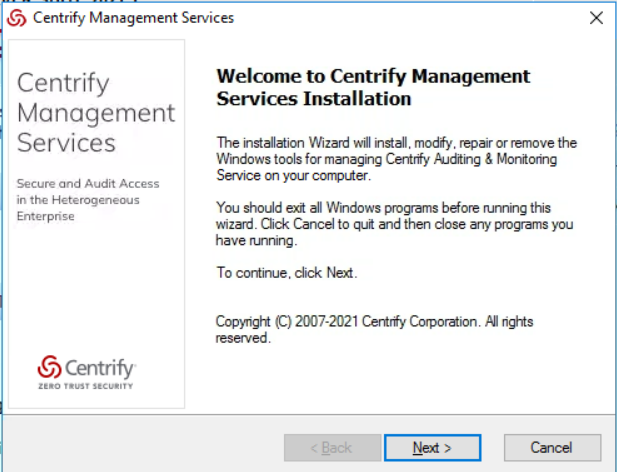 Centrify Management Services
Centrify
Management
Services
Secure and Audit Access
in the Heterogeneous
Enterprise
Welcome to Centrify Management
Services Installation
The installation Wizard will install, modify, repair or remove the
Windows tools for managing Centrify Auditing & Monitoring
Service on your computer.
You should exit all Windows programs before running this
wizard. Click Cancel to quit and then close any programs you
have running.
To continue, click Next.
Copyright (C) 2007-2021 Centrify Corporation. All rights
reserved.
Centrify
ZERO TRUST SECURITY
< Back
Next >
Cancel